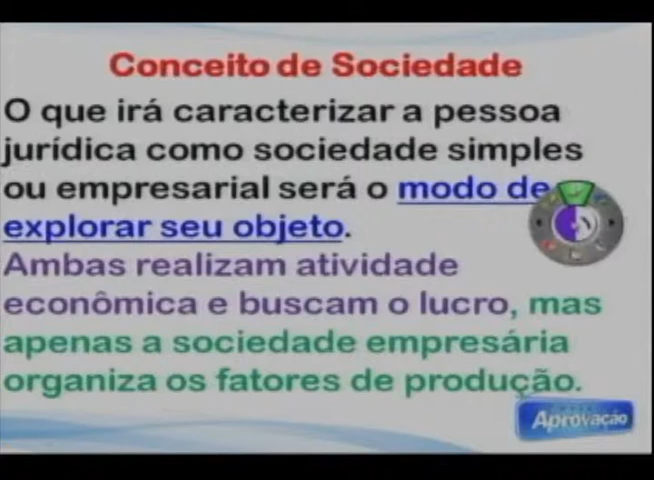 Conceito de Sociedade
O que irá caracterizar a pessoa
jurídica como sociedade simples
ou empresarial será o modo de
explorar seu objeto.
Ambas realizam atividade
econômica e buscam o lucro, mas
apenas a sociedade empresária
organiza os fatores de produção.
Aprovação